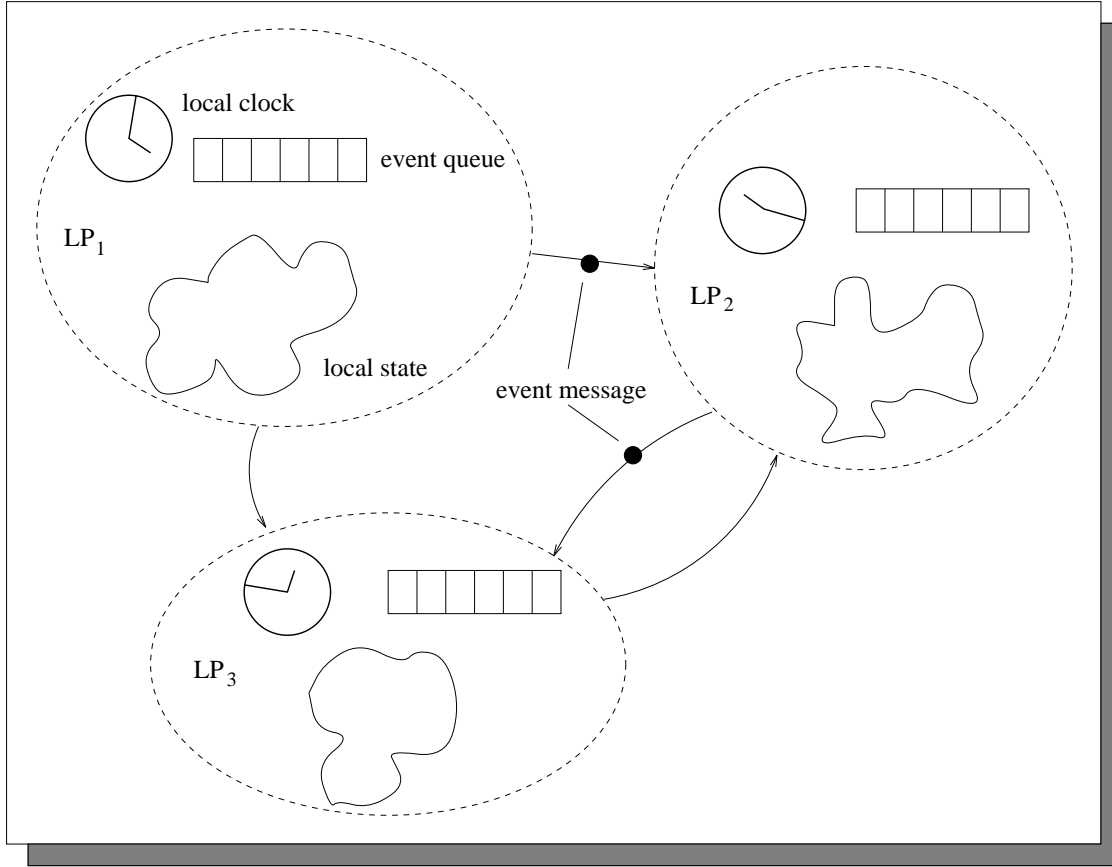 local clock
event queue
LP1
local state
LP2
event message
LP3